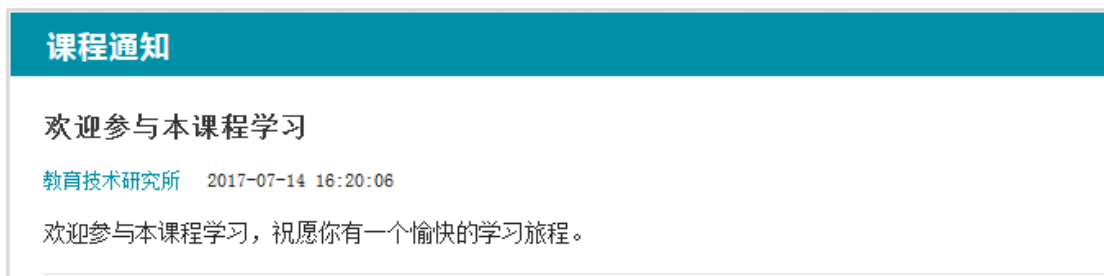 课程通知
欢迎参与本课程学习
教育技术研究所 2017-07-14 16:20:06
欢迎参与本课程学习，祝愿你有一个愉快的学习旅程。